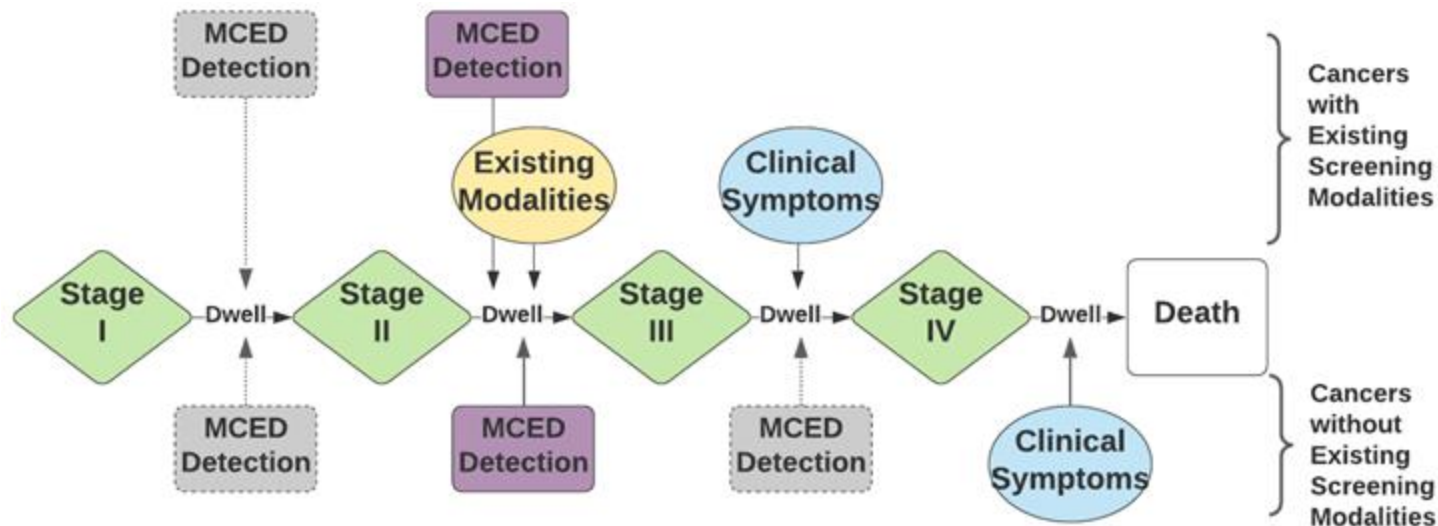 MCED
Detection
MCED
Detection
Cancers
with
Existing
Screening
Modalities
Existing
Modalities
Clinical
Symptoms
Stage
I
Dwell
Stage
II
Dwell
Stage
III
Dwell
Stage
IV
Dwell
Death
MCED
Detection
MCED
Detection
MCED
Detection
Clinical
Symptoms
Cancers
without
Existing
Screening
Modalities